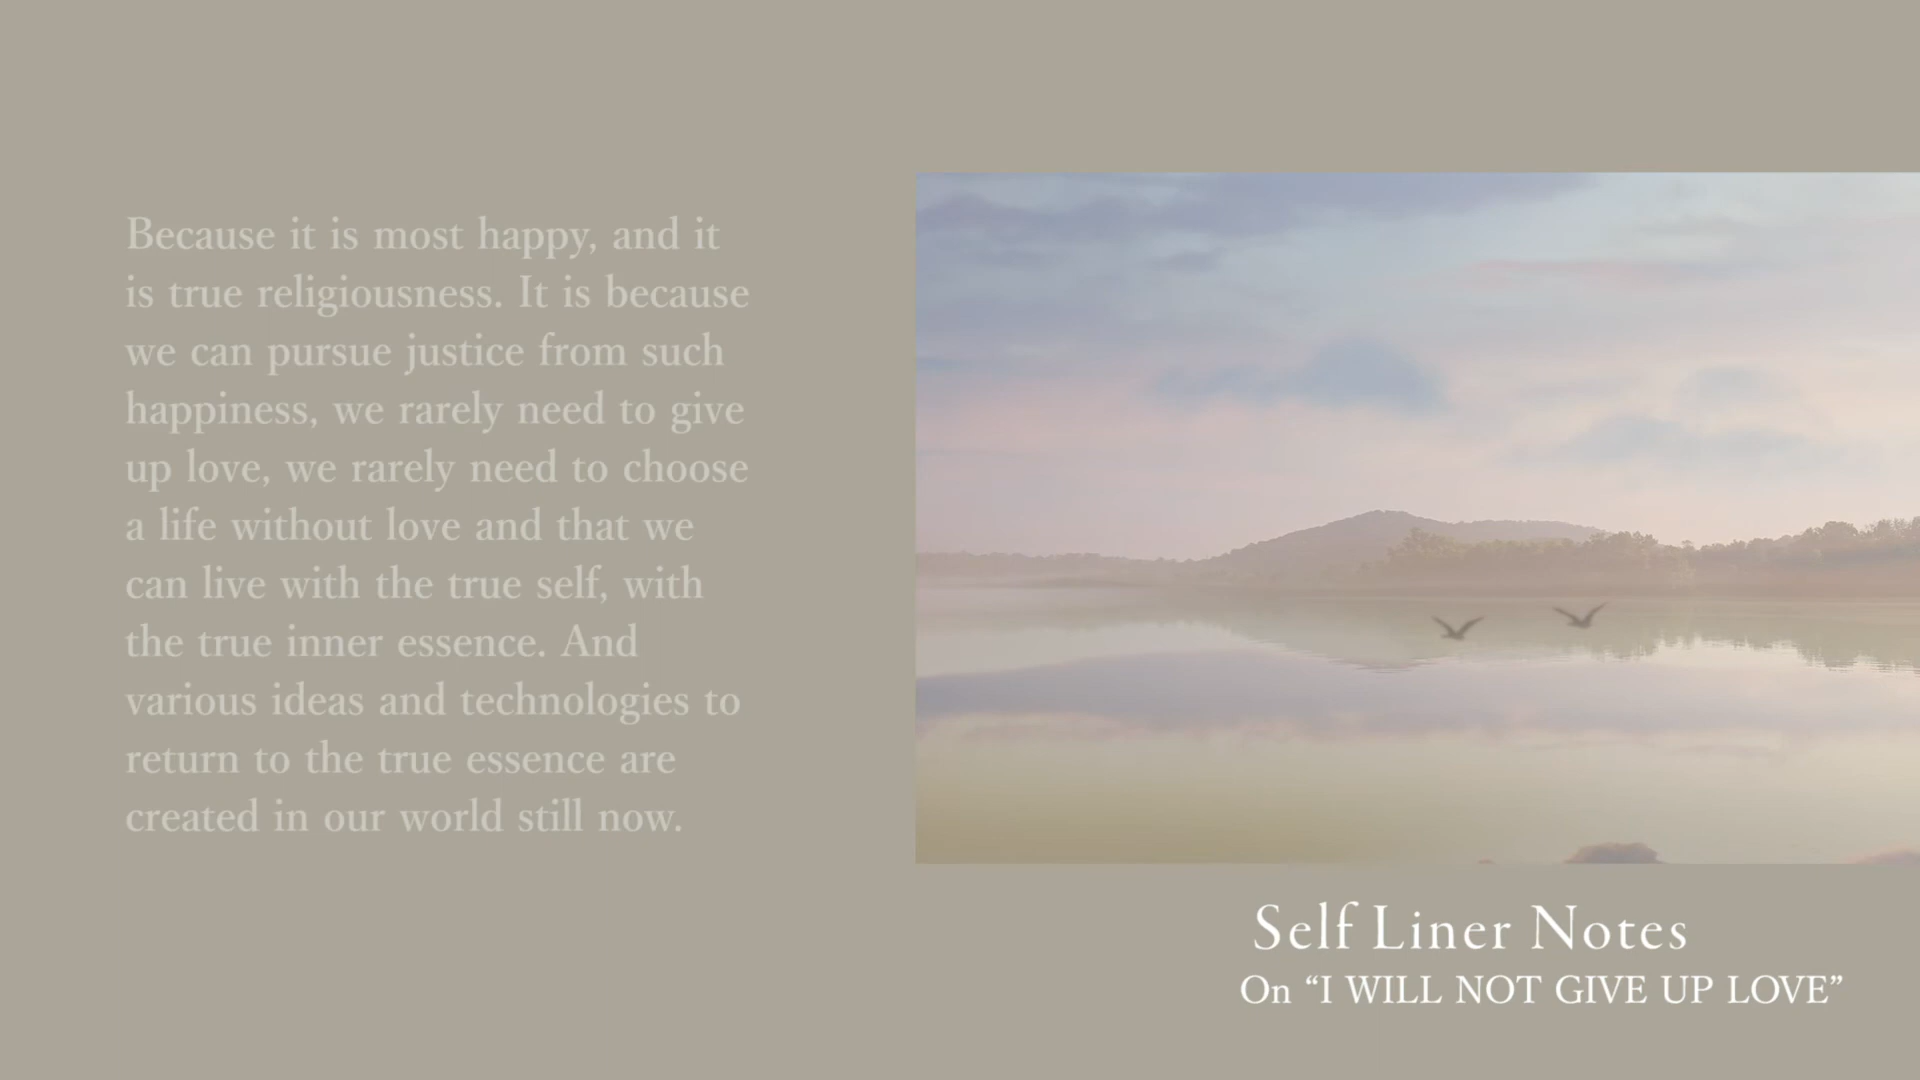 Because it is most happy, and it
is true religiousness. It is because
we can pursue justice from such
happiness, we rarely need to give
up love, we rarely need to choose
a life without love and that we
can live with the true self, with
the true inner essence. And
various ideas and technologies to
return to the true essence are
created in our world still now.
Self Liner Notes
On “I WILL NOT GIVE UP LOVE”